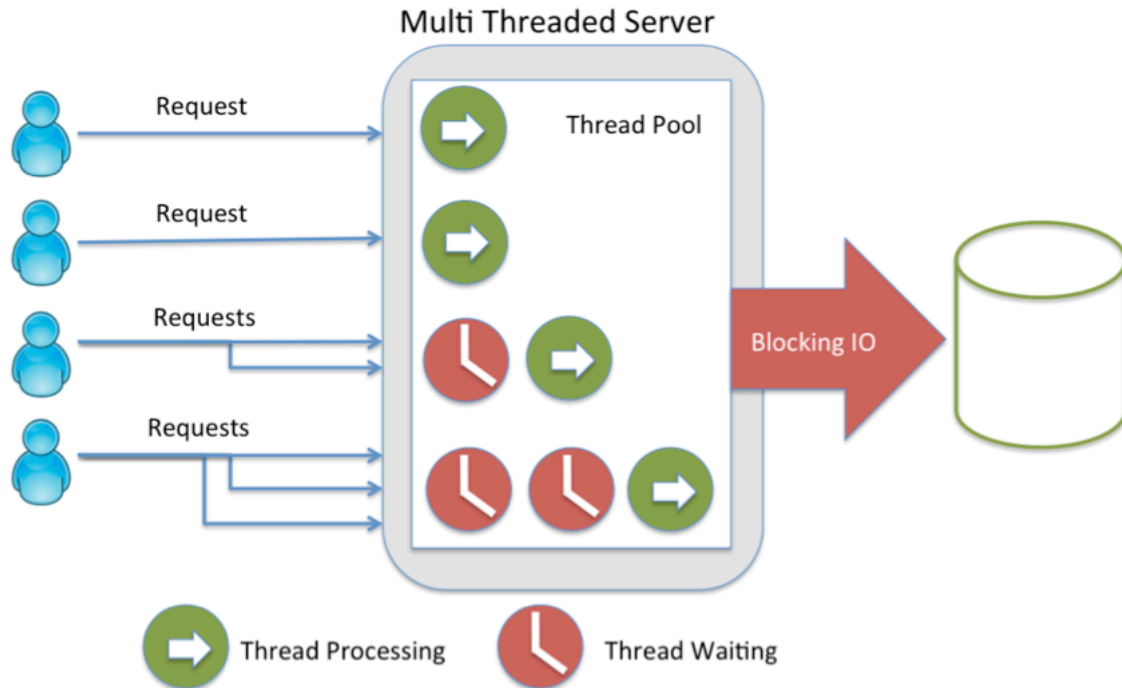 Multi Threaded Server
Request
Thread Pool
Request
Requests
Blocking IO
Requests
Thread Processing
Thread Waiting